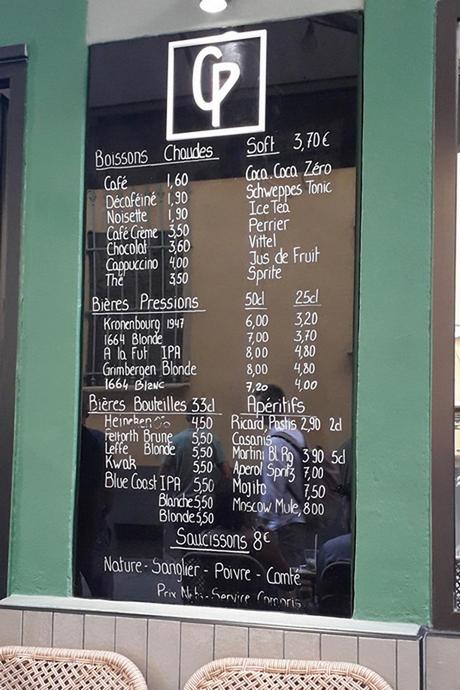 CP
Boissons Chaudes
Café 1,60
Décaféiné 1,90
Noisette 1,90
Café Crème 3,50
Chocolat 3,60
Cappuccino 4,00
Thé 3,50
Soft 3,70€
Coca, Coca Zéro
Schweppes Tonic
Ice Tea
Perrier
Vittel
Jus de Fruit
Sprite
Bières Pressions 50cl 25cl
Kronenbourg 1947 6,00 3,20
1664 Blonde 7,00 3,70
A la Fut IPA 8,00 4,80
Grimbergen Blonde 8,00 4,80
1664 Blanc 7,20 4,00
Bières Bouteilles 33cl
Heineken 4,50
Pelforth Brune 5,50
Leffe Blonde 5,50
Kwak 5,50
Blue Coast IPA 5,50
Blanche 5,50
Blonde 5,50
Apéritifs
Ricard, Pastis 2,90 2cl
Casanis
Martini Bl. Rg 3,90 5cl
Aperol Spritz 7,00
Mojito 7,50
Moscow Mule, 8,00
Saucissons 8€
Nature - Sanglier - Poivre - Comté
Prix Nets - Service Compris